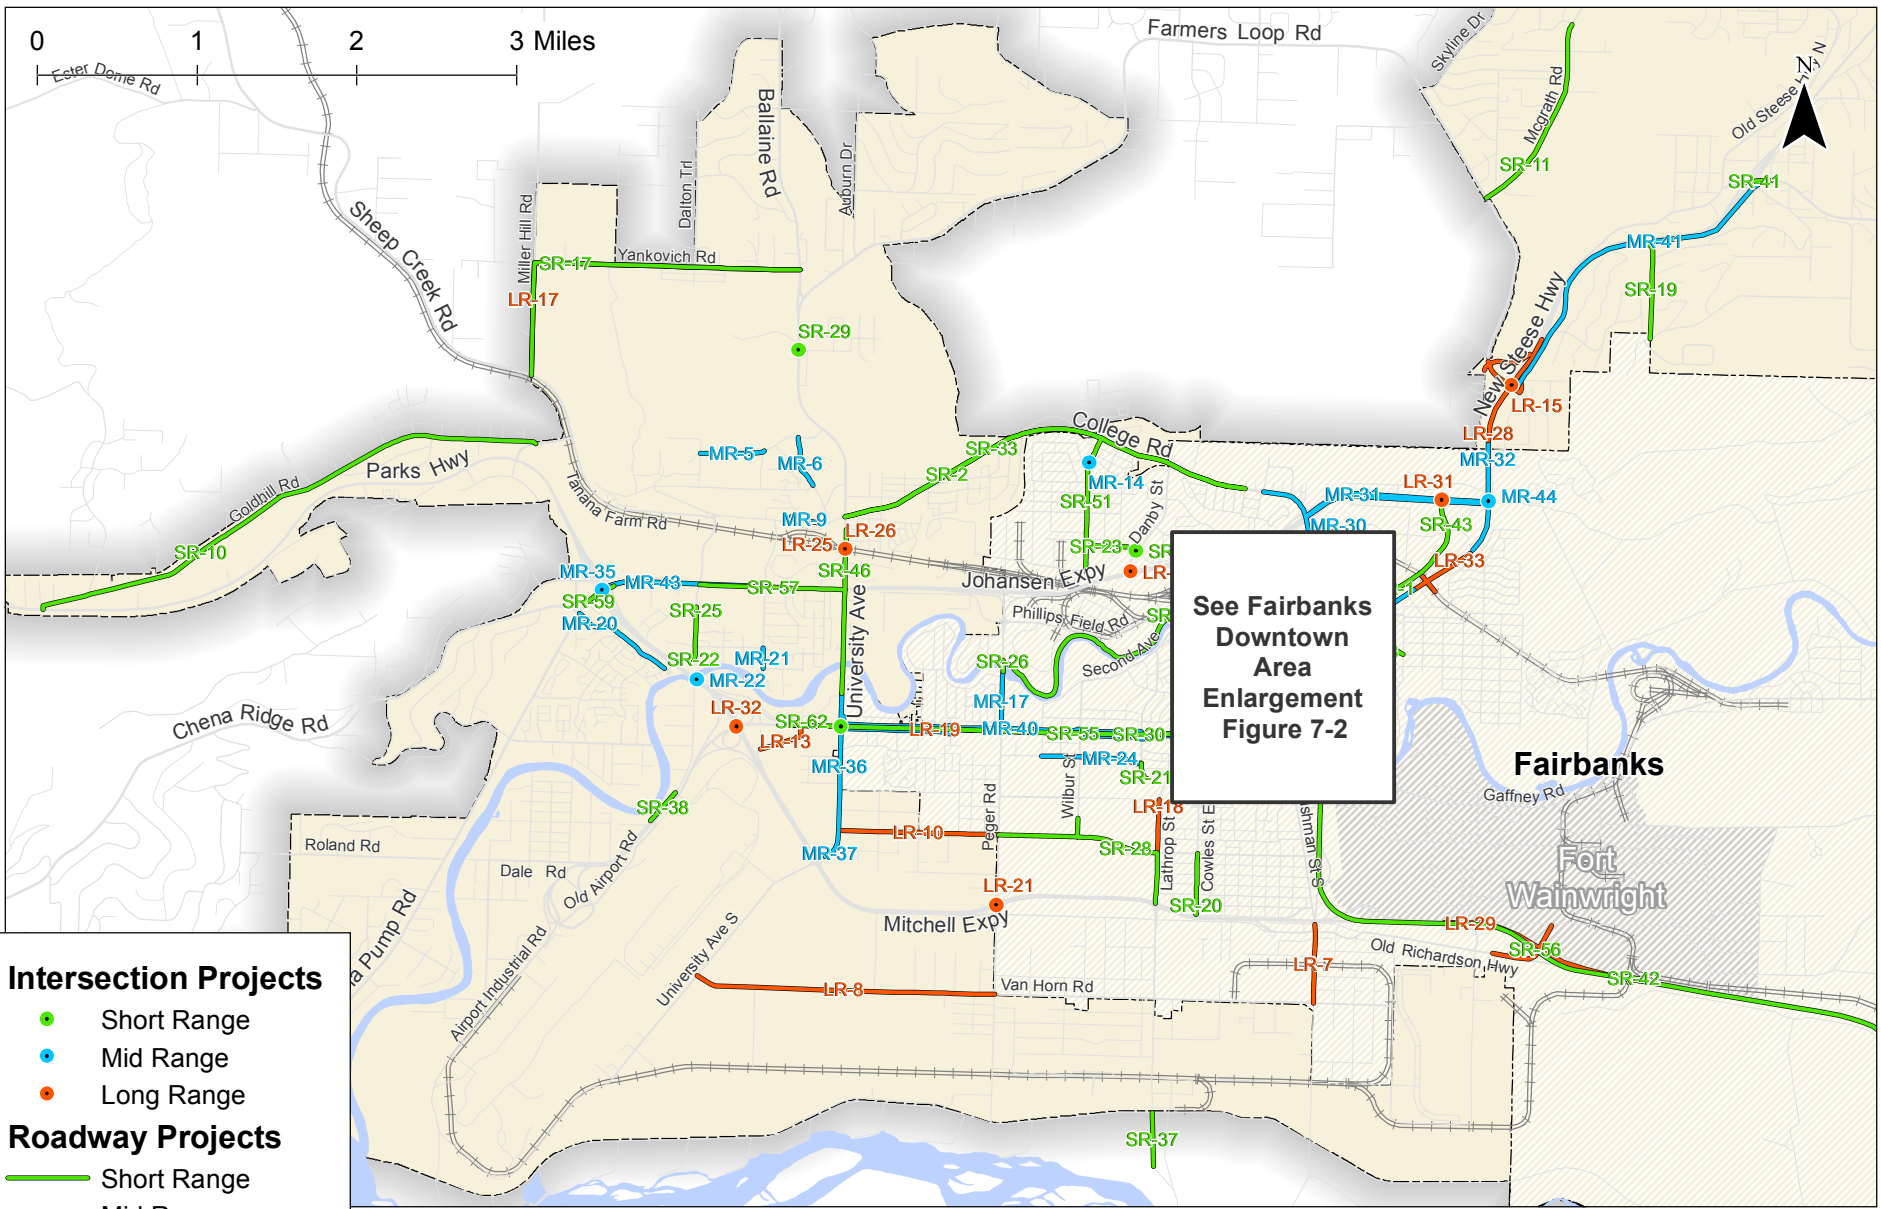 0 1 2 3 Miles
Ester Dome Rd
Farmers Loop Rd
Skyline Dr
Mcgrath Rd
Old Steese Hwy N
N
Ballaine Rd
Dalton Trl
Auburn Dr
SR-11
SR-41
Miller Hill Rd
Sheep Creek Rd
Yankovich Rd
SR-17
LR-17
MR-41
SR-19
SR-29
New Steese Hwy
LR-15
College Rd
LR-28
SR-33
SR-2
MR-5
MR-6
MR-32
Parks Hwy
Goldhill Rd
MR-14
SR-51
Danby St
LR-31
MR-31
MR-44
MR-30
SR-43
Tanana Farm Rd
MR-9
LR-26
LR-25
SR-10
SR-23
SR
LR-33
MR-35
MR-43
SR-57
SR-46
Johansen Expy
LR-
-1
SR-59
MR-20
SR-25
University Ave
Phillips Field Rd
SR
Second Ave
See Fairbanks
Downtown
Area
Enlargement
Figure 7-2
SR-22
MR-21
MR-22
SR-26
MR-17
Chena Ridge Rd
LR-32
SR-62
LR-13
LR-19
MR-40
SR-55
SR-30
MR-36
MR-24
SR-21
Wilbur St
Fairbanks
Gaffney Rd
SR-38
LR-18
Peger Rd
LR-10
Roland Rd
MR-37
SR-28
Lathrop St
Cowles St E
shman St S
Fort
Wainwright
Dale Rd
Old Airport Rd
LR-21
SR-20
Mitchell Expy
LR-29
Old Richardson Hwy
SR-56
SR-42
a Pump Rd
Airport Industrial Rd
University Ave S
LR-8
Van Horn Rd
LR-7
SR-37
Intersection Projects
Short Range
Mid Range
Long Range
Roadway Projects
Short Range